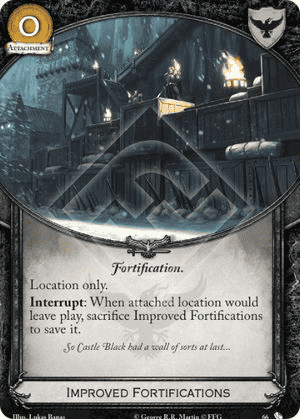 0
ATTACHMENT
Fortification.
Location only.
Interrupt: When attached location would
leave play, sacrifice Improved Fortifications
to save it.
So Castle Black had a wall of sorts at last...
IMPROVED FORTIFICATIONS
Illus. Lukas Banas © George R.R. Martin © FFG 66